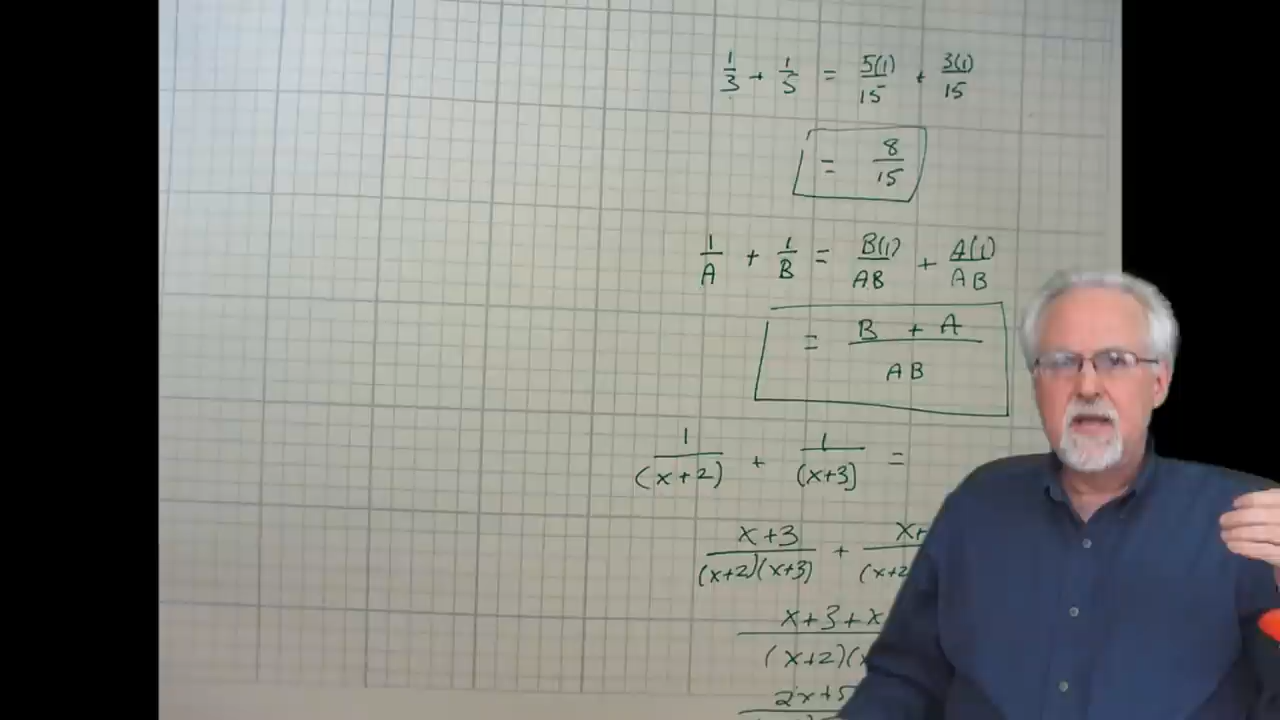 1/3 + 1/5 = 5(1)/15 + 3(1)/15
= 8/15
1/A + 1/B = B(1)/AB + A(1)/AB
= B + A/AB
1/(x+2) + 1/(x+3) =
x+3/(x+2)(x+3) + x+/(x+2
x+3+x/(x+2)(x
2x+5